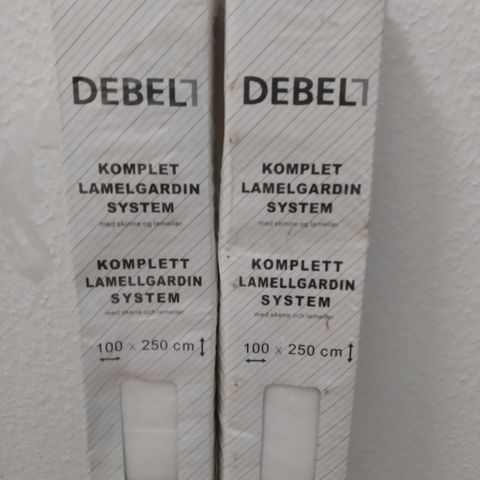 DEBEL
KOMPLET
LAMELGARDIN
SYSTEM
med skinne og lameller
KOMPLETT
LAMELLGARDIN
SYSTEM
med skena och lameller
100 x 250 cm
DEBEL
KOMPLET
LAMELGARDIN
SYSTEM
med skinne og lameller
KOMPLETT
LAMELLGARDIN
SYSTEM
med skena och lameller
100 x 250 cm